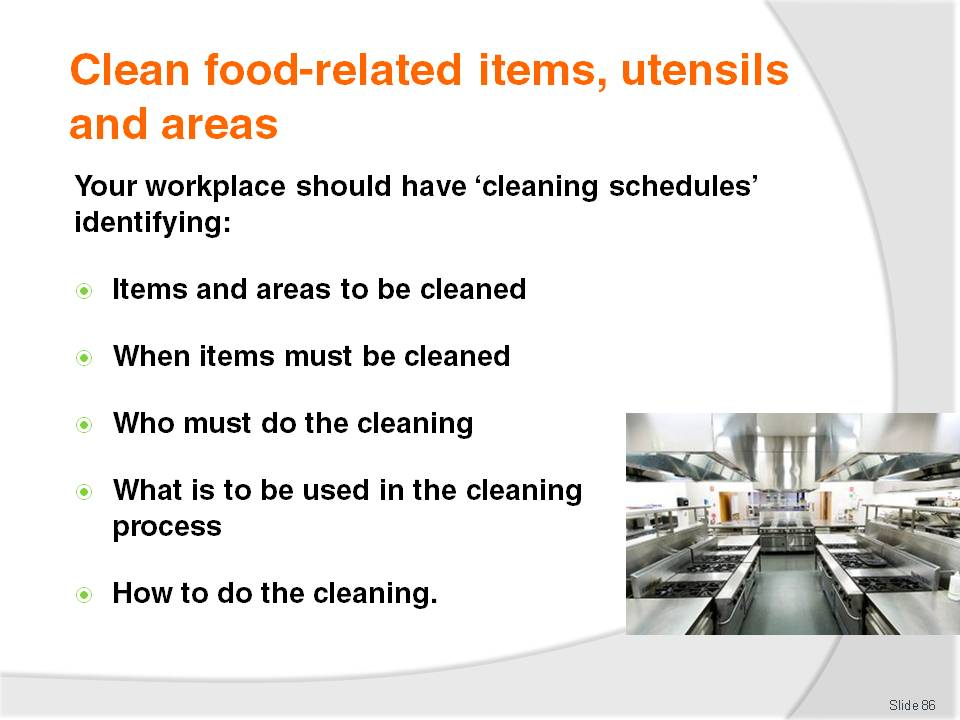 Clean food-related items, utensils
and areas
Your workplace should have ‘cleaning schedules’
identifying:
Items and areas to be cleaned
When items must be cleaned
Who must do the cleaning
What is to be used in the cleaning
process
How to do the cleaning.
Slide 86